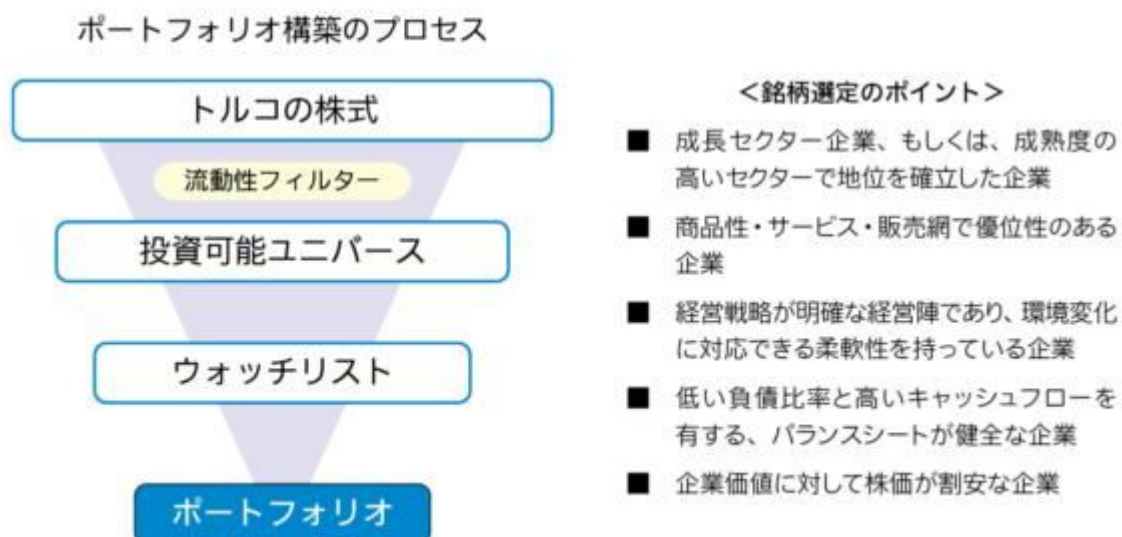 ポートフォリオ構築のプロセス
トルコの株式
流動性フィルター
投資可能ユニバース
ウォッチリスト
ポートフォリオ
＜銘柄選定のポイント＞
■ 成長セクター企業、もしくは、成熟度の
高いセクターで地位を確立した企業
■ 商品性・サービス・販売網で優位性のある
企業
■ 経営戦略が明確な経営陣であり、環境変化
に対応できる柔軟性を持っている企業
■ 低い負債比率と高いキャッシュフローを
有する、バランスシートが健全な企業
■ 企業価値に対して株価が割安な企業